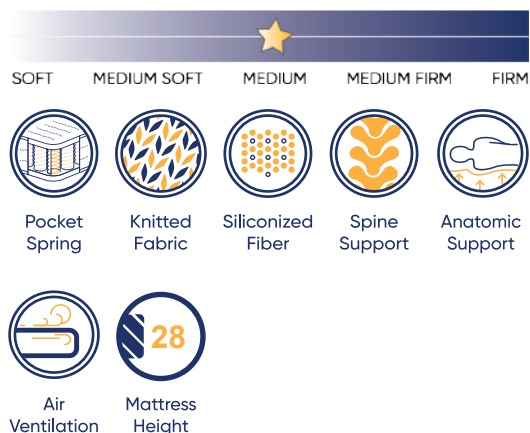 SOFT MEDIUM SOFT MEDIUM MEDIUM FIRM FIRM
Pocket Spring
Knitted Fabric
Siliconized Fiber
Spine Support
Anatomic Support
28
Air Ventilation
Mattress Height